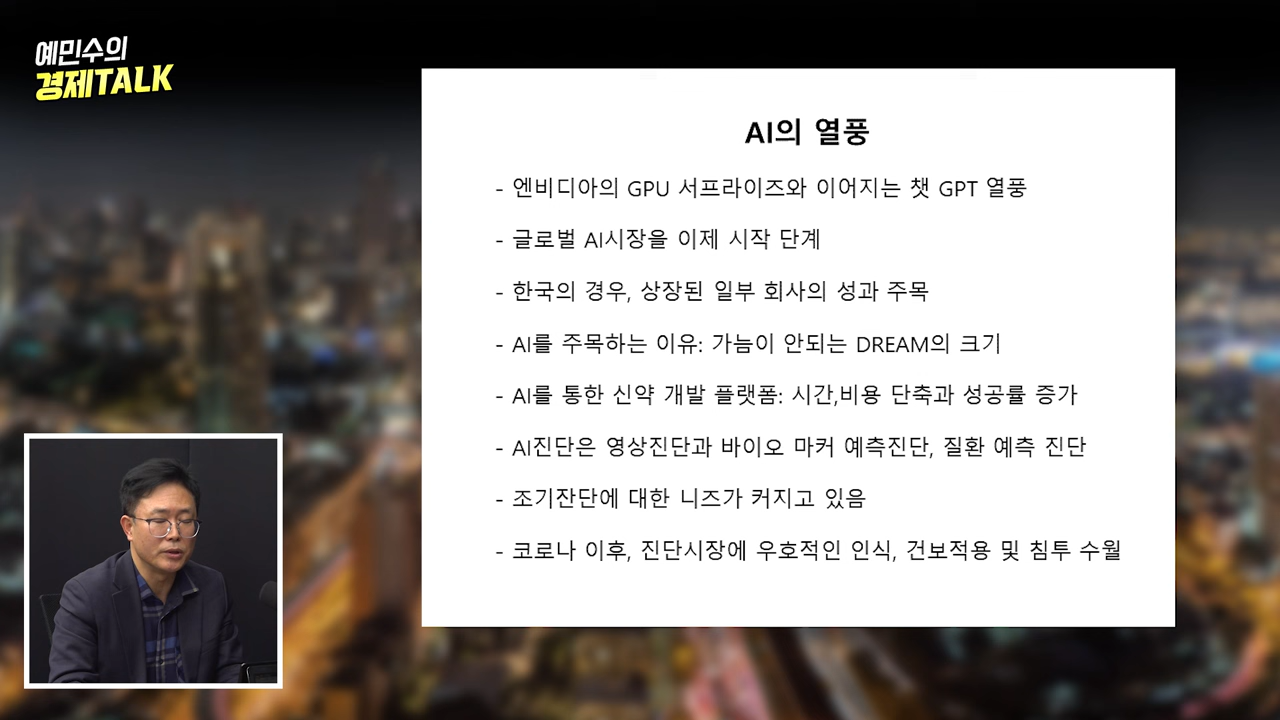 예민수의
경제TALK
AI의 열풍
- 엔비디아의 GPU 서프라이즈와 이어지는 챗 GPT 열풍
- 글로벌 AI시장을 이제 시작 단계
- 한국의 경우, 상장된 일부 회사의 성과 주목
- AI를 주목하는 이유: 가늠이 안되는 DREAM의 크기
- AI를 통한 신약 개발 플랫폼: 시간,비용 단축과 성공률 증가
- AI진단은 영상진단과 바이오 마커 예측진단, 질환 예측 진단
- 조기잔단에 대한 니즈가 커지고 있음
- 코로나 이후, 진단시장에 우호적인 인식, 건보적용 및 침투 수월